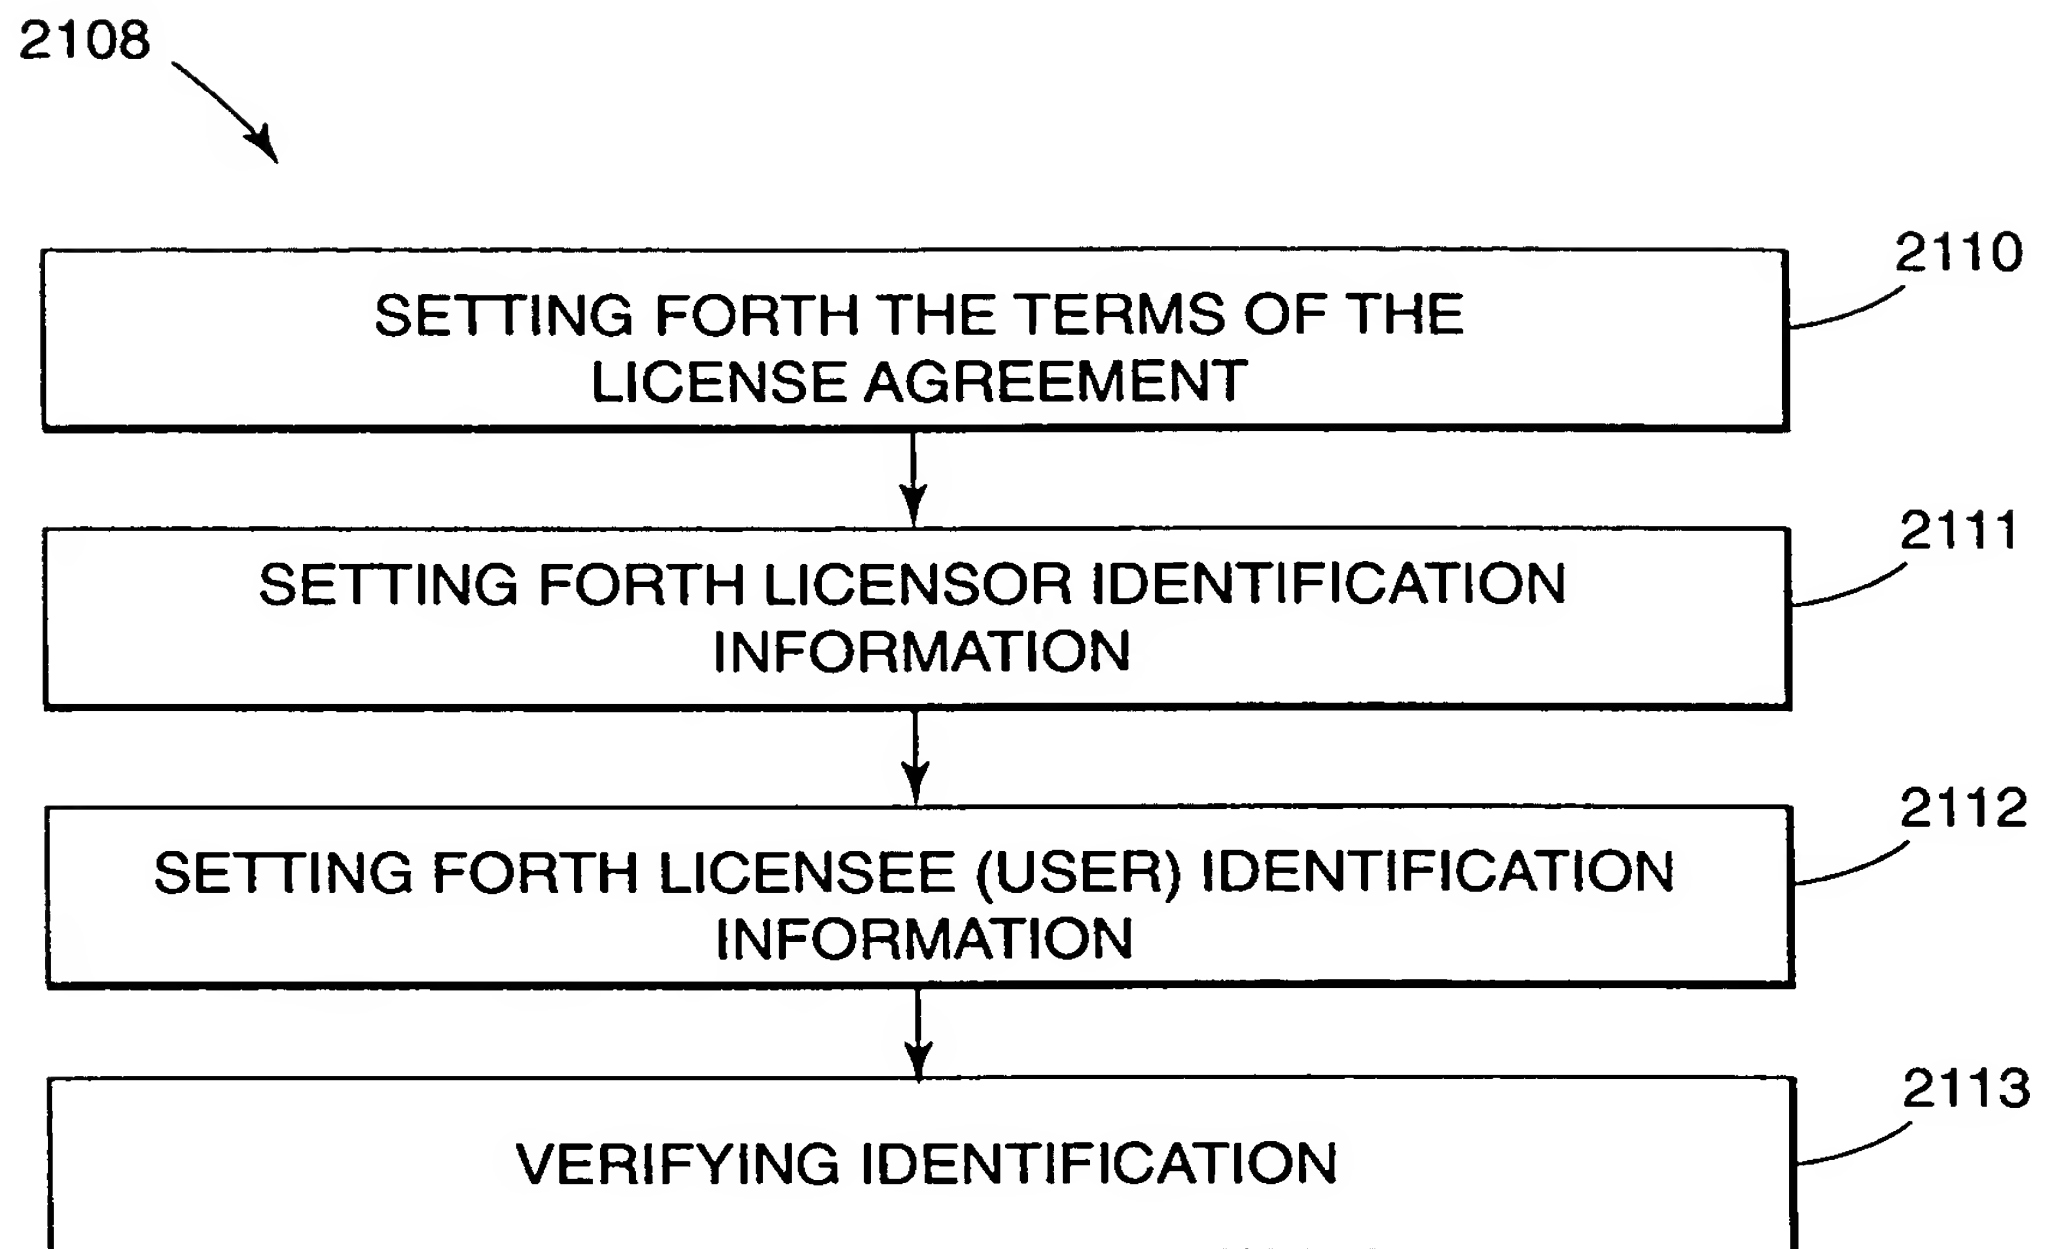 2108
2110
SETTING FORTH THE TERMS OF THE
LICENSE AGREEMENT
2111
SETTING FORTH LICENSOR IDENTIFICATION
INFORMATION
2112
SETTING FORTH LICENSEE (USER) IDENTIFICATION
INFORMATION
2113
VERIFYING IDENTIFICATION